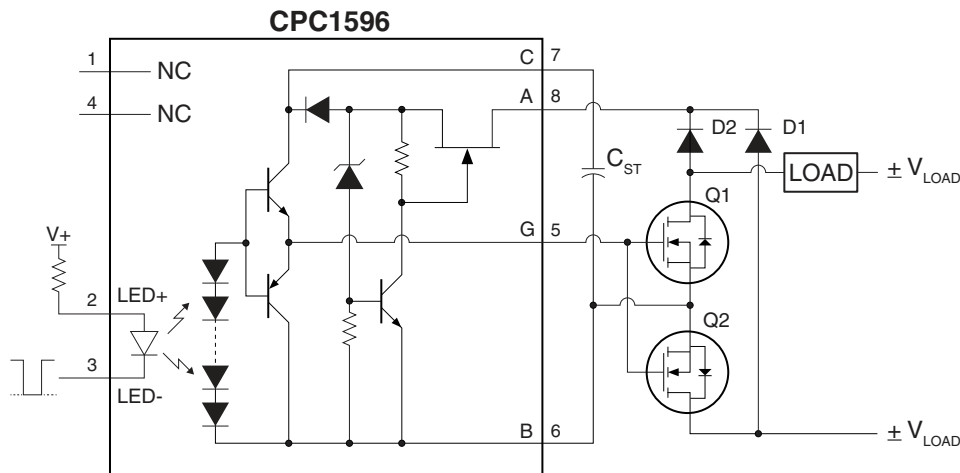 CPC1596
1 NC
4 NC
C 7
A 8
D2 D1
C_ST
LOAD ± V_LOAD
Q1
G 5
V+
2 LED+
Q2
3 LED-
B 6
± V_LOAD